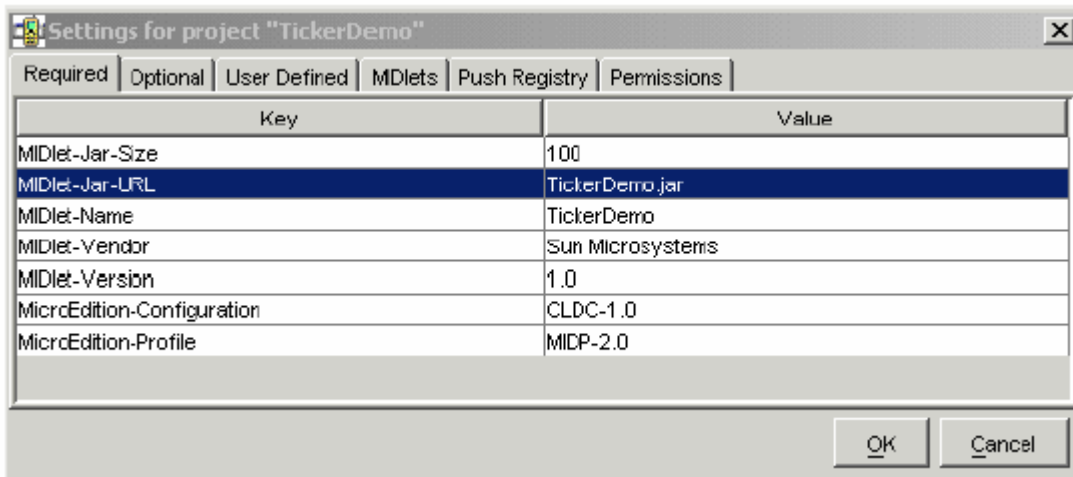 Settings for project "TickerDemo"
Required Optional User Defined MIDlets Push Registry Permissions
Key Value
MIDlet-Jar-Size 100
MIDlet-Jar-URL TickerDemo.jar
MIDlet-Name TickerDemo
MIDlet-Vendor Sun Microsystems
MIDlet-Version 1.0
MicroEdition-Configuration CLDC-1.0
MicroEdition-Profile MIDP-2.0
OK Cancel